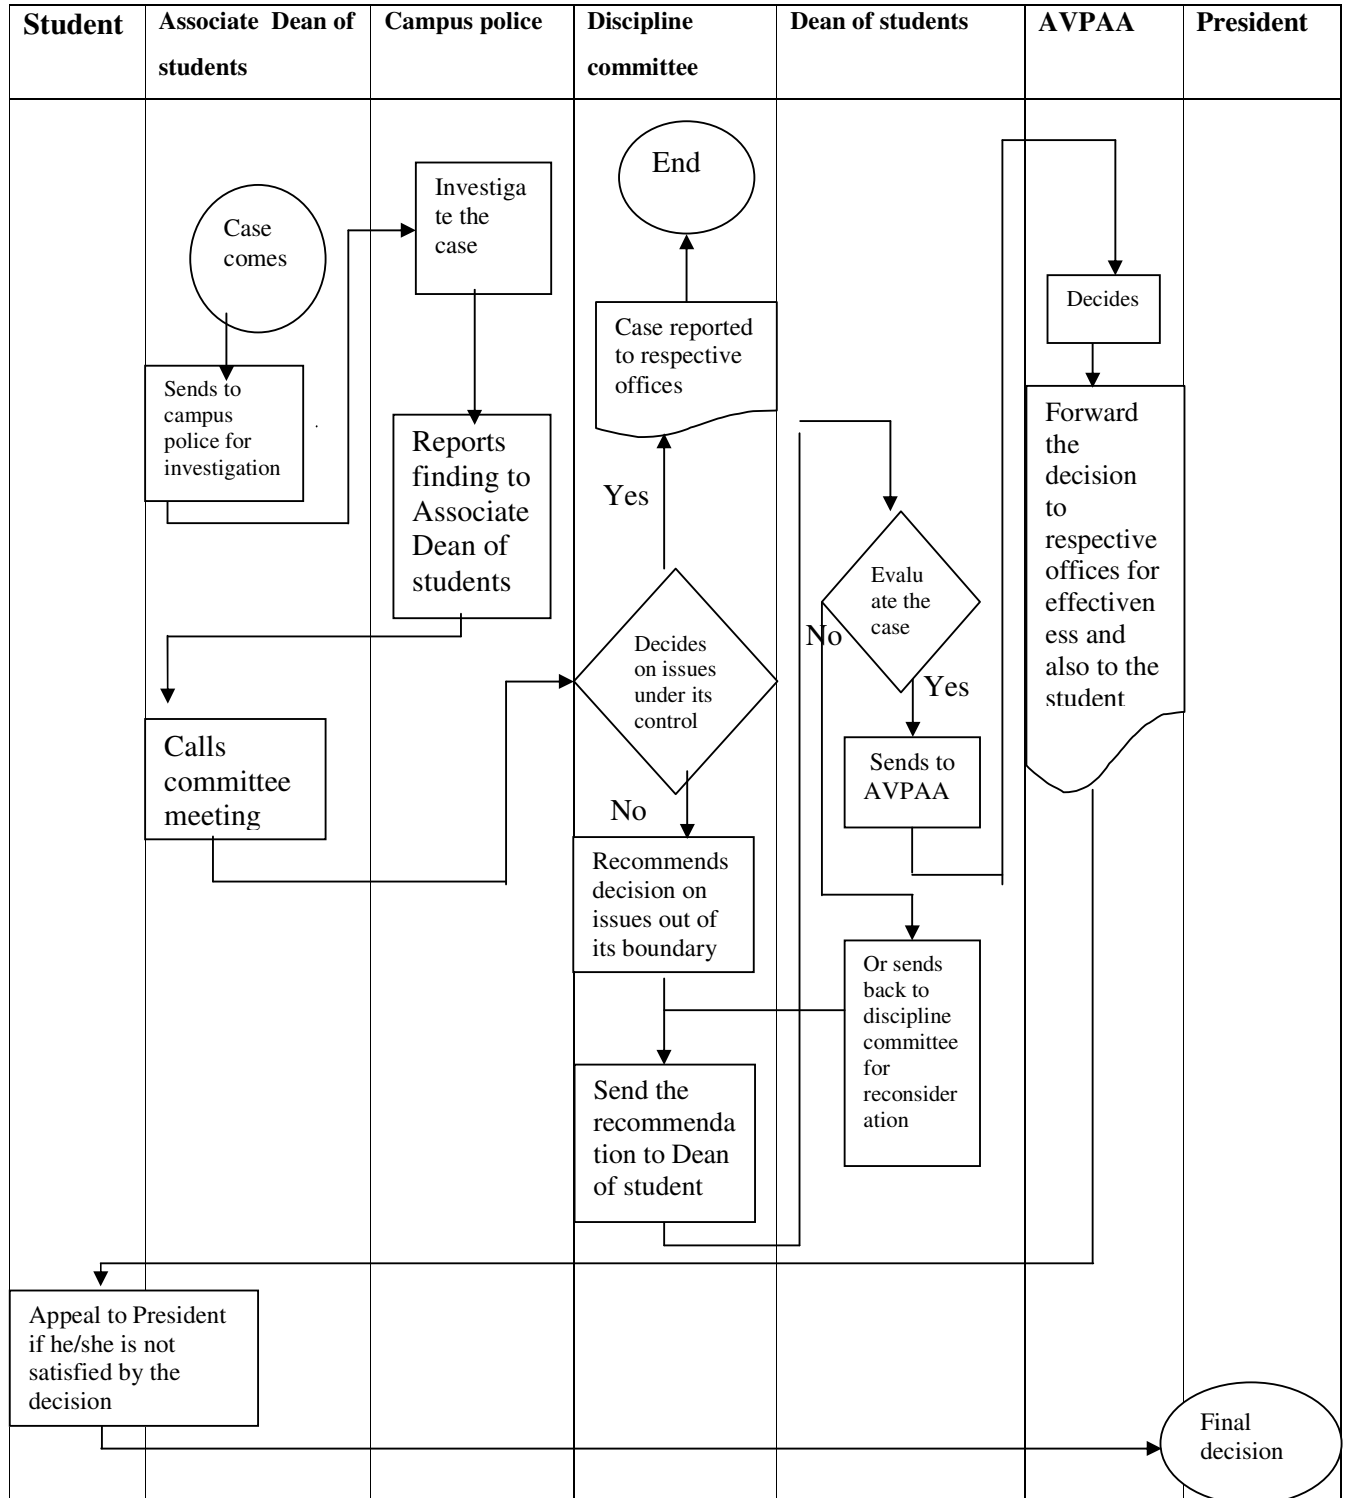 Student
Associate Dean of
students
Campus police
Discipline
committee
Dean of students
AVPAA
President
Case
comes
Sends to
campus
police for
investigation
Investiga
te the
case
Reports
finding to
Associate
Dean of
students
Calls
committee
meeting
End
Case reported
to respective
offices
Yes
Decides
on issues
under its
control
No
Recommends
decision on
issues out of
its boundary
Send the
recommenda
tion to Dean
of student
Evalu
ate the
case
No
Yes
Sends to
AVPAA
Or sends
back to
discipline
committee
for
reconsider
ation
Decides
Forward
the
decision
to
respective
offices for
effectiven
ess and
also to the
student
Appeal to President
if he/she is not
satisfied by the
decision
Final
decision